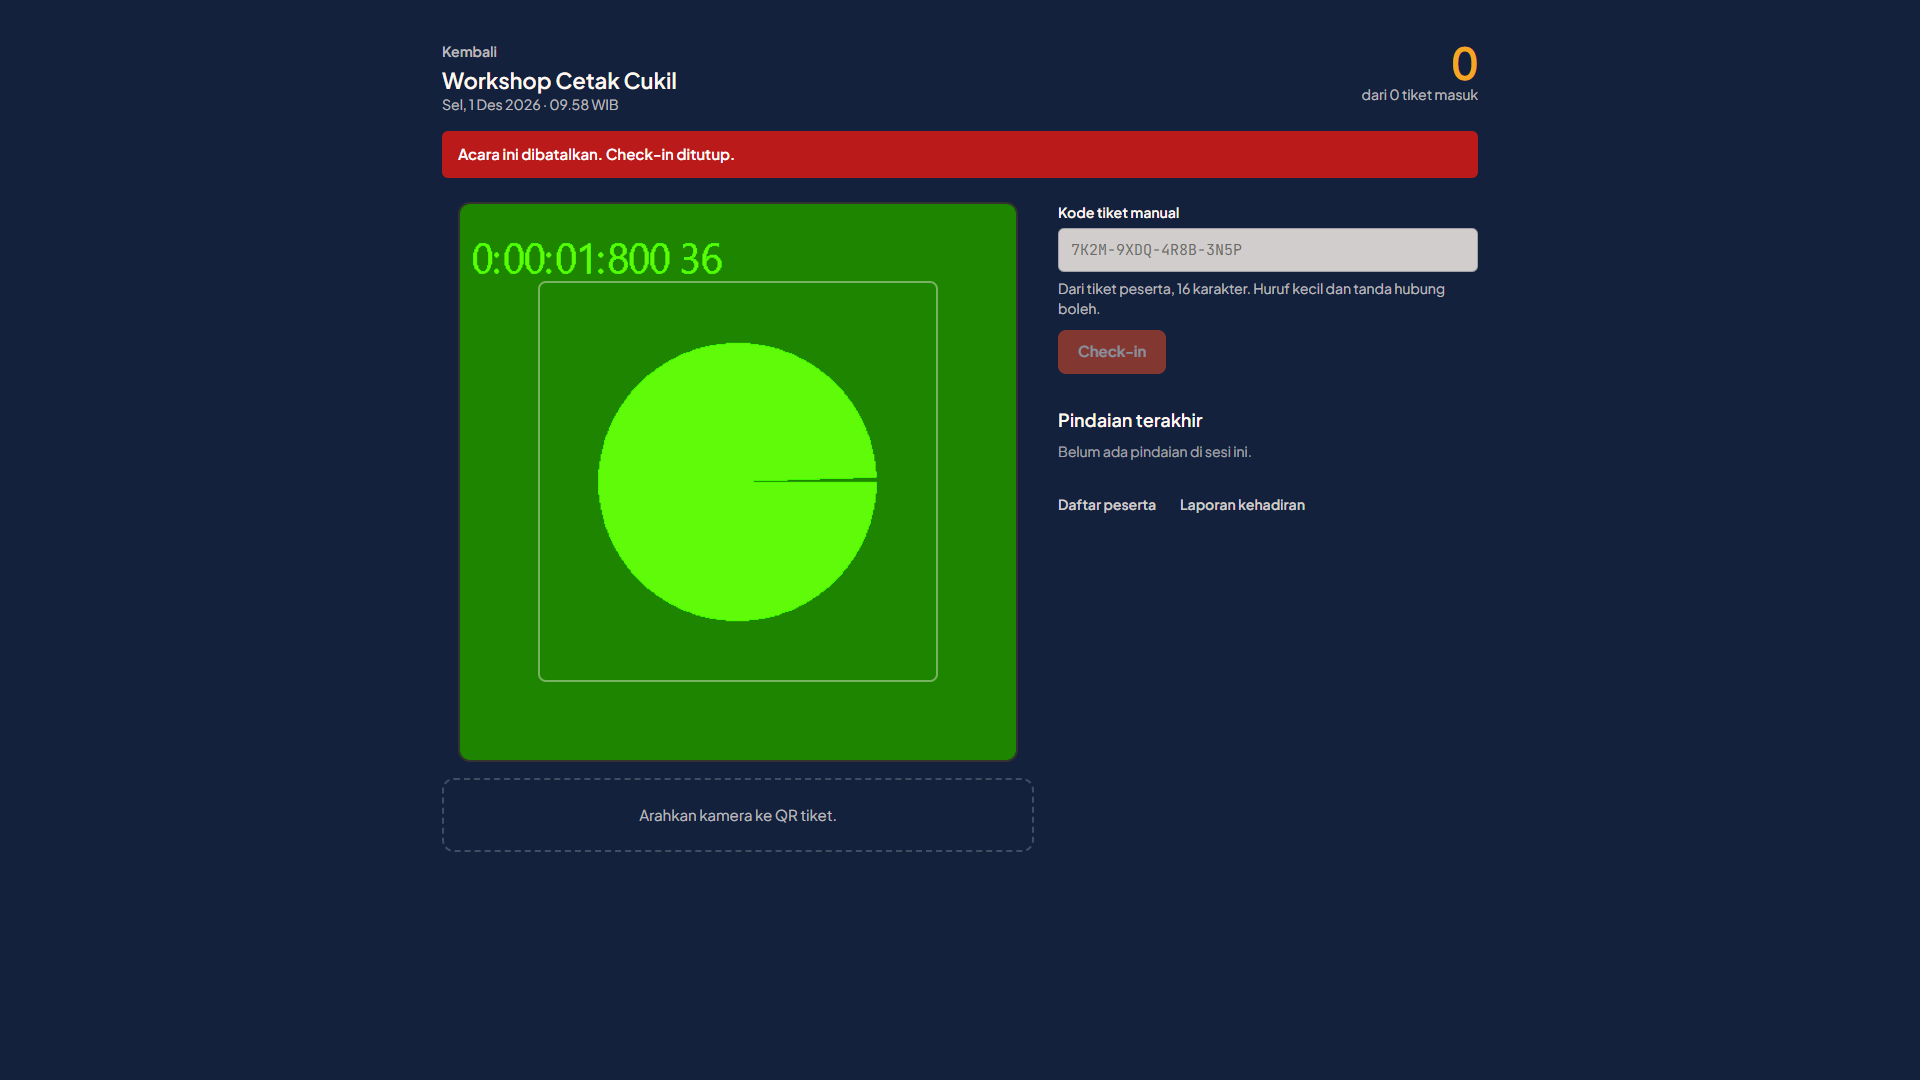 Kembali
Workshop Cetak Cukil
Sel, 1 Des 2026 · 09.58 WIB
0
dari 0 tiket masuk
Acara ini dibatalkan. Check-in ditutup.
0:00:01:800 36
Arahkan kamera ke QR tiket.
Kode tiket manual
7K2M-9XDQ-4R8B-3N5P
Dari tiket peserta, 16 karakter. Huruf kecil dan tanda hubung
boleh.
Check-in
Pindaian terakhir
Belum ada pindaian di sesi ini.
Daftar peserta Laporan kehadiran